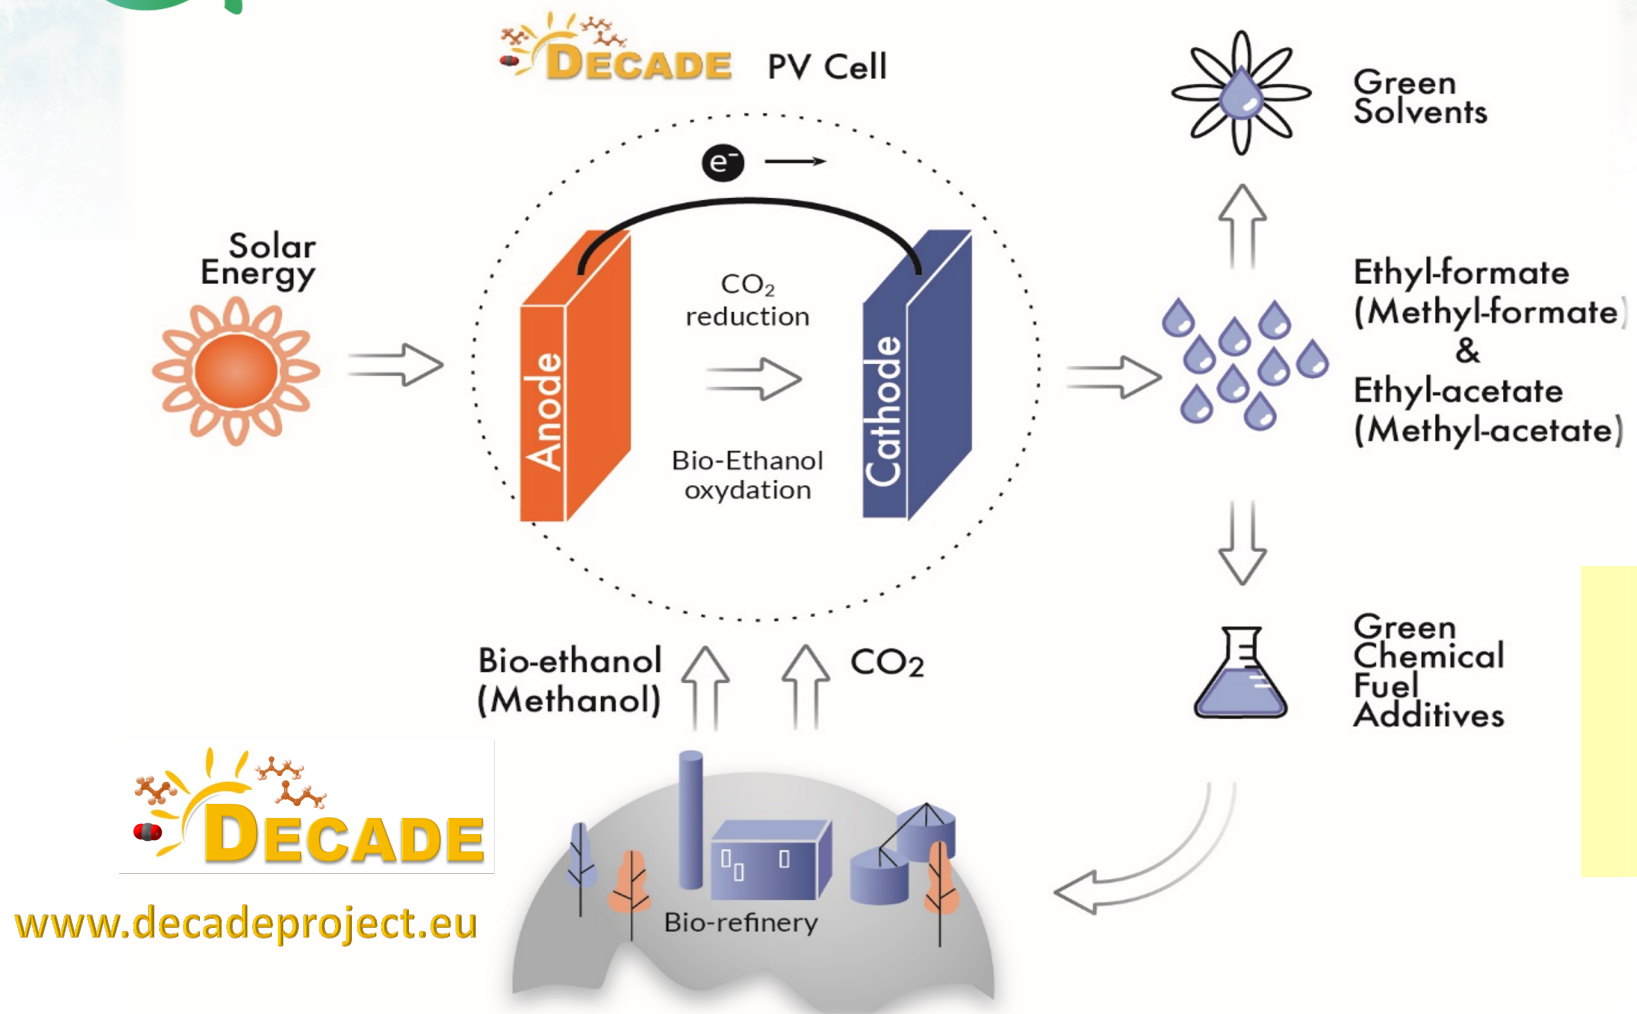 DECADE PV Cell
e⁻
Solar
Energy
Anode
CO₂
reduction
Bio-Ethanol
oxydation
Cathode
Green
Solvents
Ethyl-formate
(Methyl-formate)
&
Ethyl-acetate
(Methyl-acetate)
Green
Chemical
Fuel
Additives
Bio-ethanol
(Methanol)
CO₂
Bio-refinery
DECADE
www.decadeproject.eu